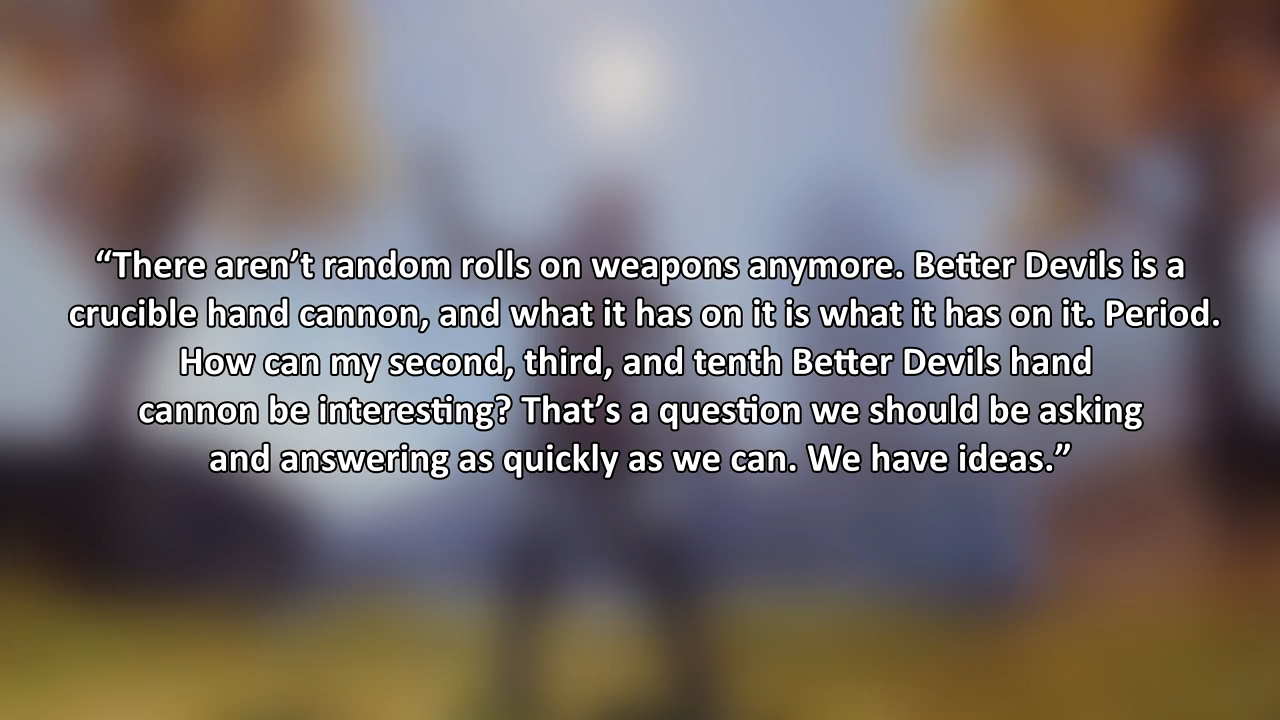 “There aren’t random rolls on weapons anymore. Better Devils is a
crucible hand cannon, and what it has on it is what it has on it. Period.
How can my second, third, and tenth Better Devils hand
cannon be interesting? That’s a question we should be asking
and answering as quickly as we can. We have ideas.”